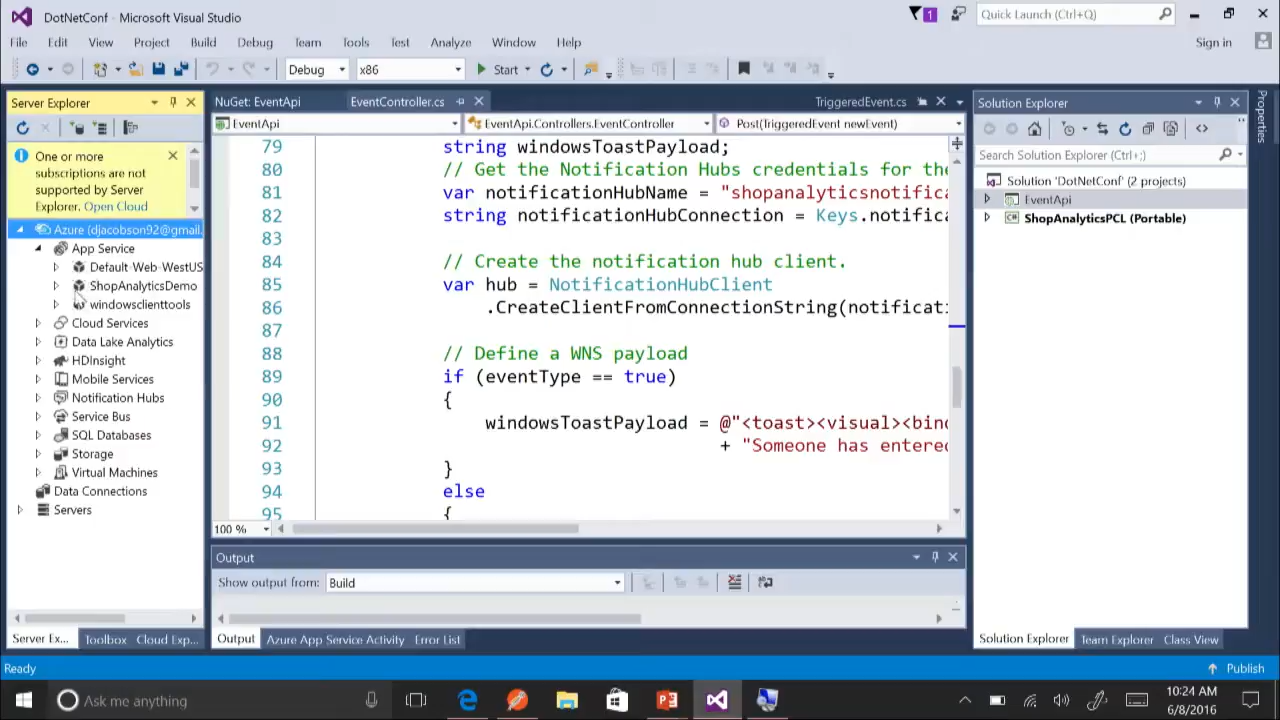 DotNetConf - Microsoft Visual Studio
1
Quick Launch (Ctrl+Q)
File Edit View Project Build Debug Team Tools Test Analyze Window Help
Sign in
Debug x86 Start
Server Explorer
One or more
subscriptions are not
supported by Server
Explorer. Open Cloud
Azure (djacobson92@gmail.
App Service
Default-Web-WestUS
ShopAnalyticsDemo
windowsclienttools
Cloud Services
Data Lake Analytics
HDInsight
Mobile Services
Notification Hubs
Service Bus
SQL Databases
Storage
Virtual Machines
Data Connections
Servers
Server Ex... Toolbox Cloud Exp...
NuGet: EventApi EventController.cs TriggeredEvent.cs
EventApi EventApi.Controllers.EventController Post(TriggeredEvent newEvent)
79 string windowsToastPayload;
80 // Get the Notification Hubs credentials for the
81 var notificationHubName = "shopanalyticsnotifica
82 string notificationHubConnection = Keys.notifica
83
84 // Create the notification hub client.
85 var hub = NotificationHubClient
86 .CreateClientFromConnectionString(notificati
87
88 // Define a WNS payload
89 if (eventType == true)
90 {
91 windowsToastPayload = @"<toast><visual><bind
92 + "Someone has entered
93 }
94 else
95 {
100 %
Output
Show output from: Build
Output Azure App Service Activity Error List
Solution Explorer
Search Solution Explorer (Ctrl+;)
Solution 'DotNetConf' (2 projects)
EventApi
ShopAnalyticsPCL (Portable)
Solution Explorer Team Explorer Class View
Properties
Ready
Publish
Ask me anything
10:24 AM
6/8/2016